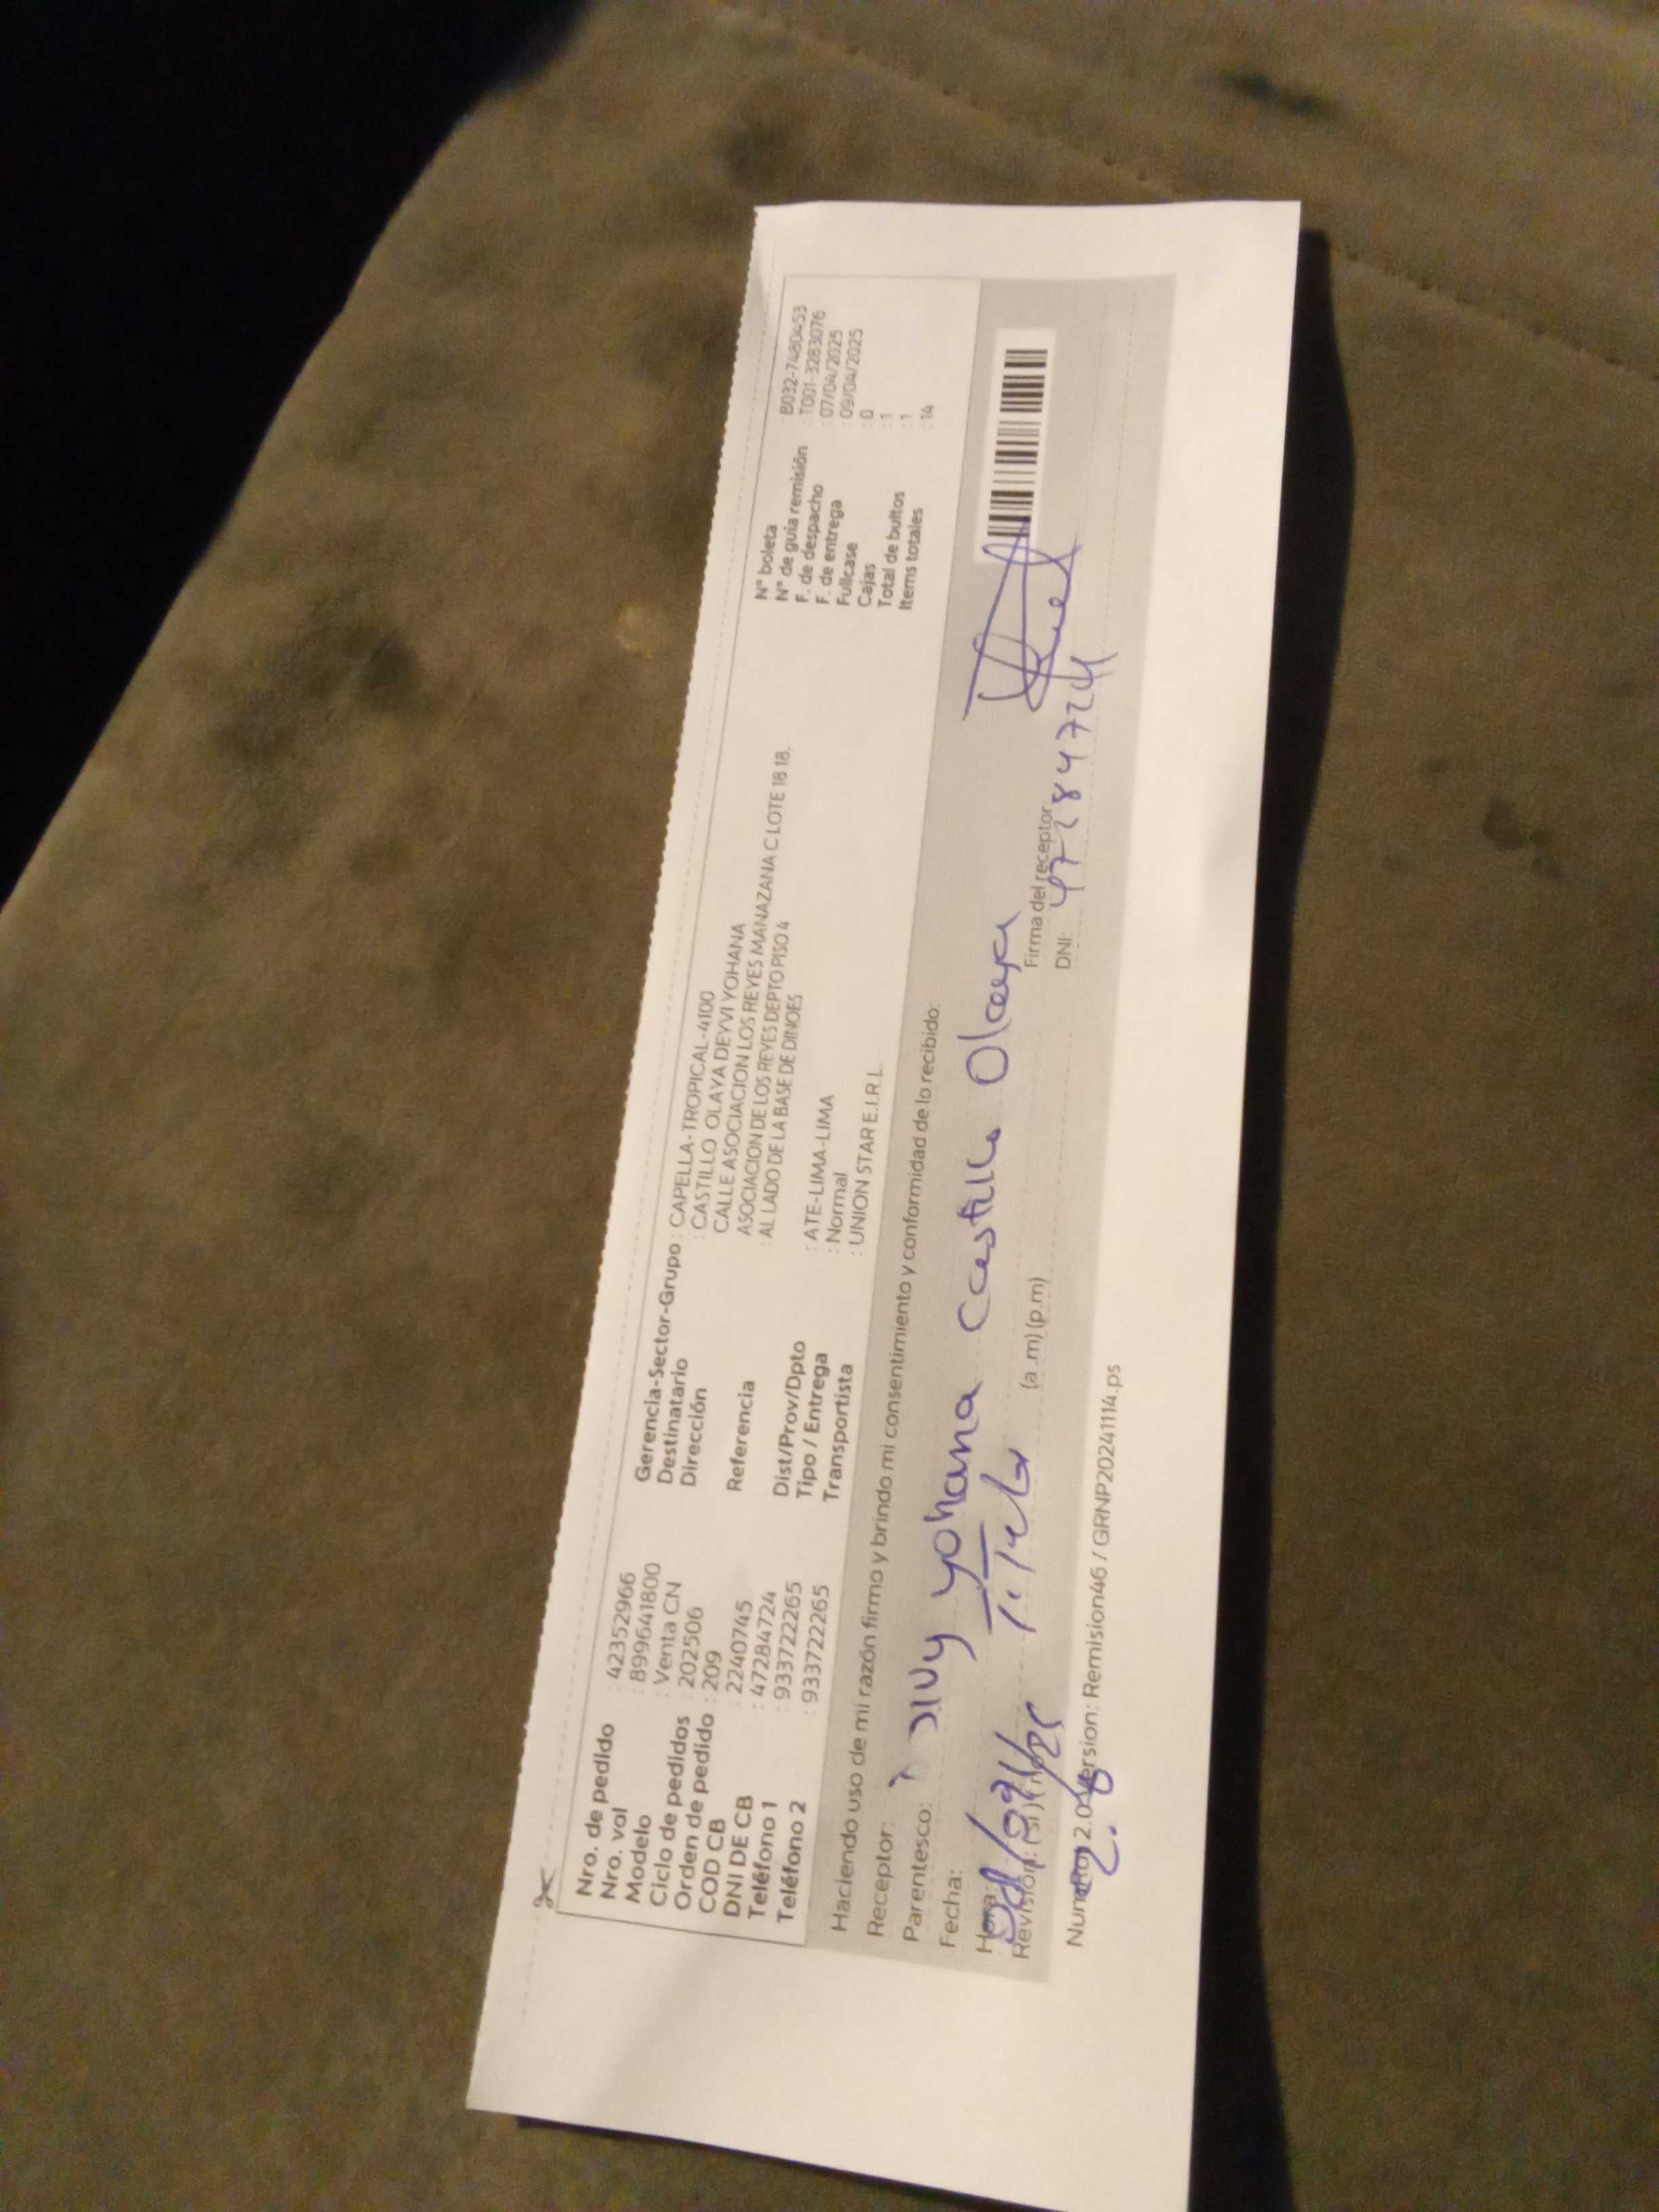 Nro. de pedido : 42352966
Nro. vol : 899641800
Modelo : Venta CN
Ciclo de pedidos : 202506
Orden de pedido : 209
COD CB : 2240745
DNI DE CB : 47284724
Teléfono 1 : 933722265
Teléfono 2 : 933722265
Gerencia-Sector-Grupo : CAPELLA-TROPICAL-4100
Destinatario : CASTILLO OLAYA DEYVI YOHANA
Dirección CALLE ASOCIACION LOS REYES MANAZANA C LOTE 18 18,
ASOCIACION DE LOS REYES DEPTO PISO 4
Referencia : AL LADO DE LA BASE DE DINOES
Dist/Prov/Dpto : ATE-LIMA-LIMA
Tipo / Entrega : Normal
Transportista : UNION STAR E.I.R.L.
N° boleta : B032-7480453
N° de guía remisión : T001-3283076
F. de despacho : 07/04/2025
F. de entrega : 09/04/2025
Fullcase : 0
Cajas : 1
Total de bultos : 1
Items totales : 14
Haciendo uso de mi razón firmo y brindo mi consentimiento y conformidad de lo recibido:
Receptor: Yohana Castillo Olaya
Parentesco: Titular
Fecha:
Hora: (a.m) (p.m)
Firma del receptor
DNI: 47284724
Version: Remision46 / GRNP20241114.ps